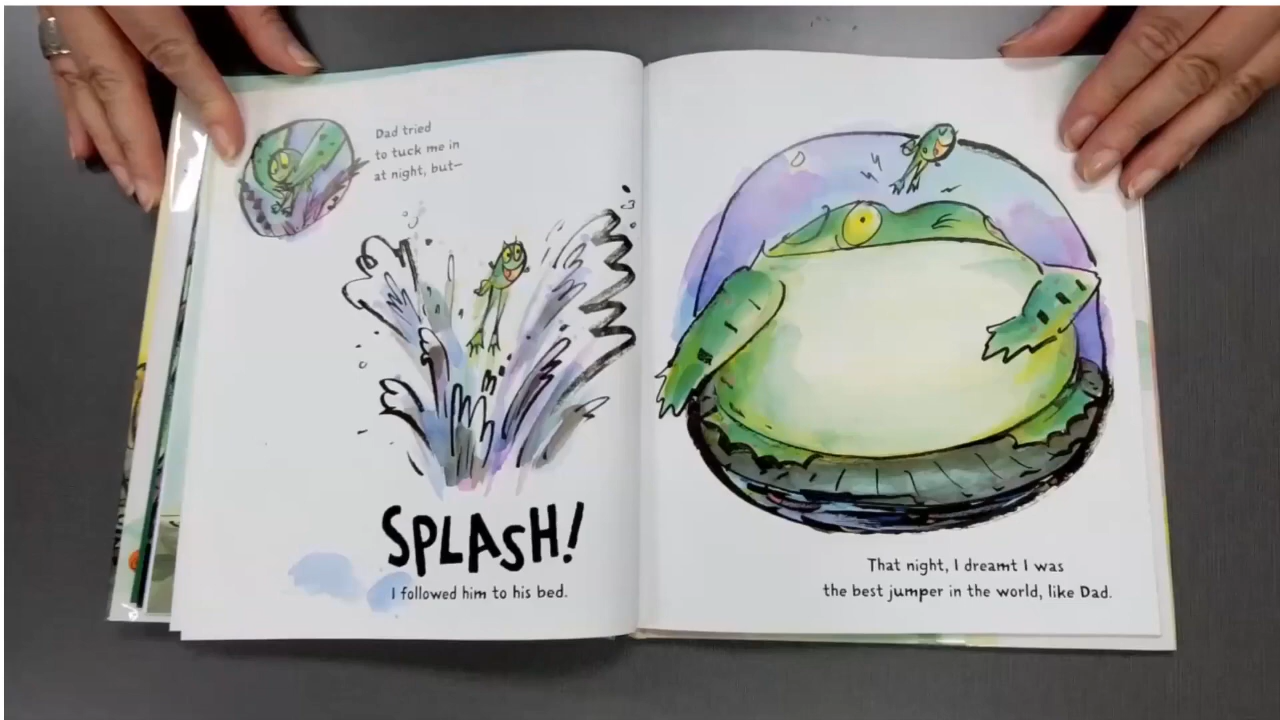 Dad tried
to tuck me in
at night, but—
SPLASH!
I followed him to his bed.
That night, I dreamt I was
the best jumper in the world, like Dad.